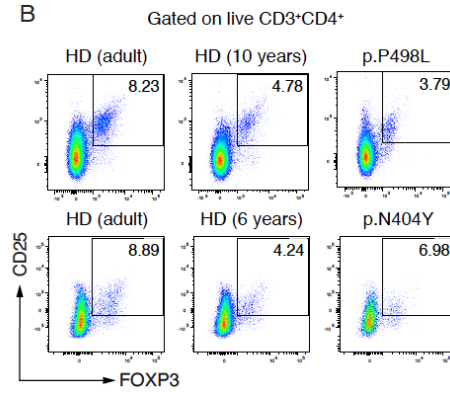 B
Gated on live CD3⁺CD4⁺
HD (adult) HD (10 years) p.P498L
8.23 4.78 3.79
HD (adult) HD (6 years) p.N404Y
8.89 4.24 6.98
CD25
FOXP3